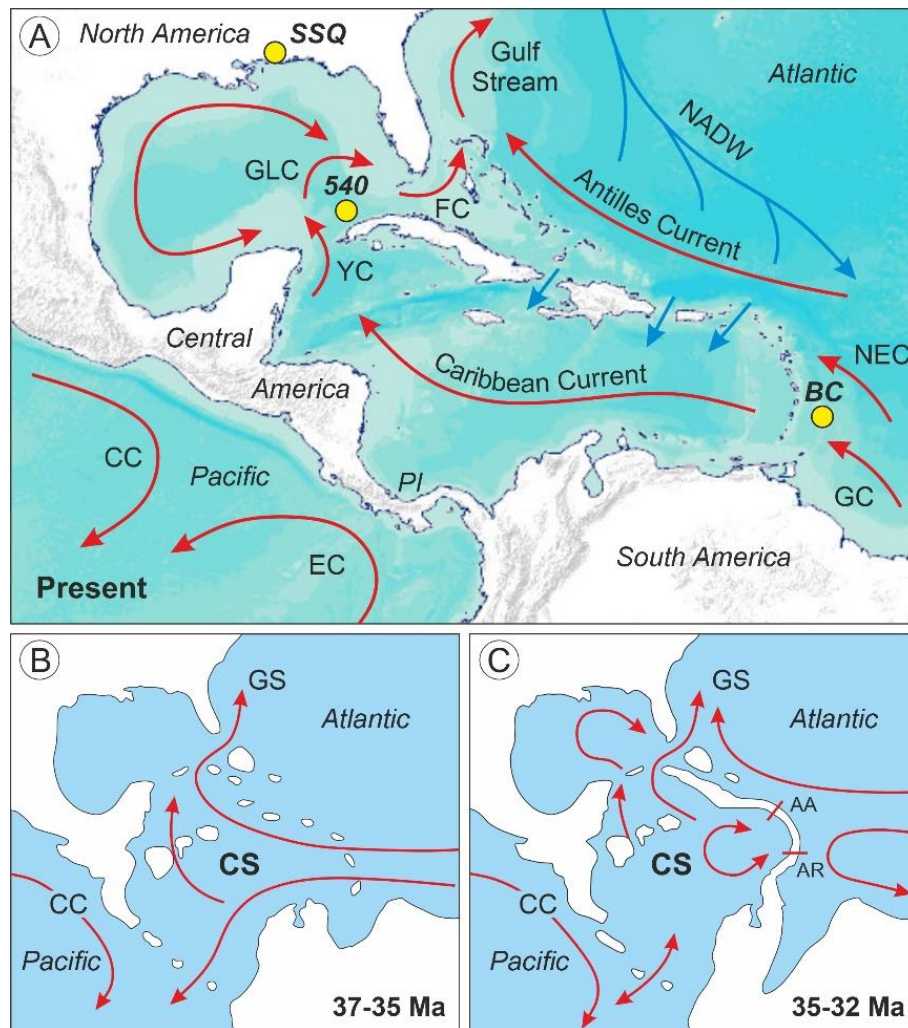 A
North America
SSQ
Gulf
Stream
Atlantic
NADW
GLC
540
FC
Antilles Current
YC
Central
America
Caribbean Current
NEC
BC
CC
Pacific
PI
GC
EC
South America
Present
B
GS
Atlantic
CS
CC
Pacific
37-35 Ma
C
GS
Atlantic
AA
CS
AR
CC
Pacific
35-32 Ma